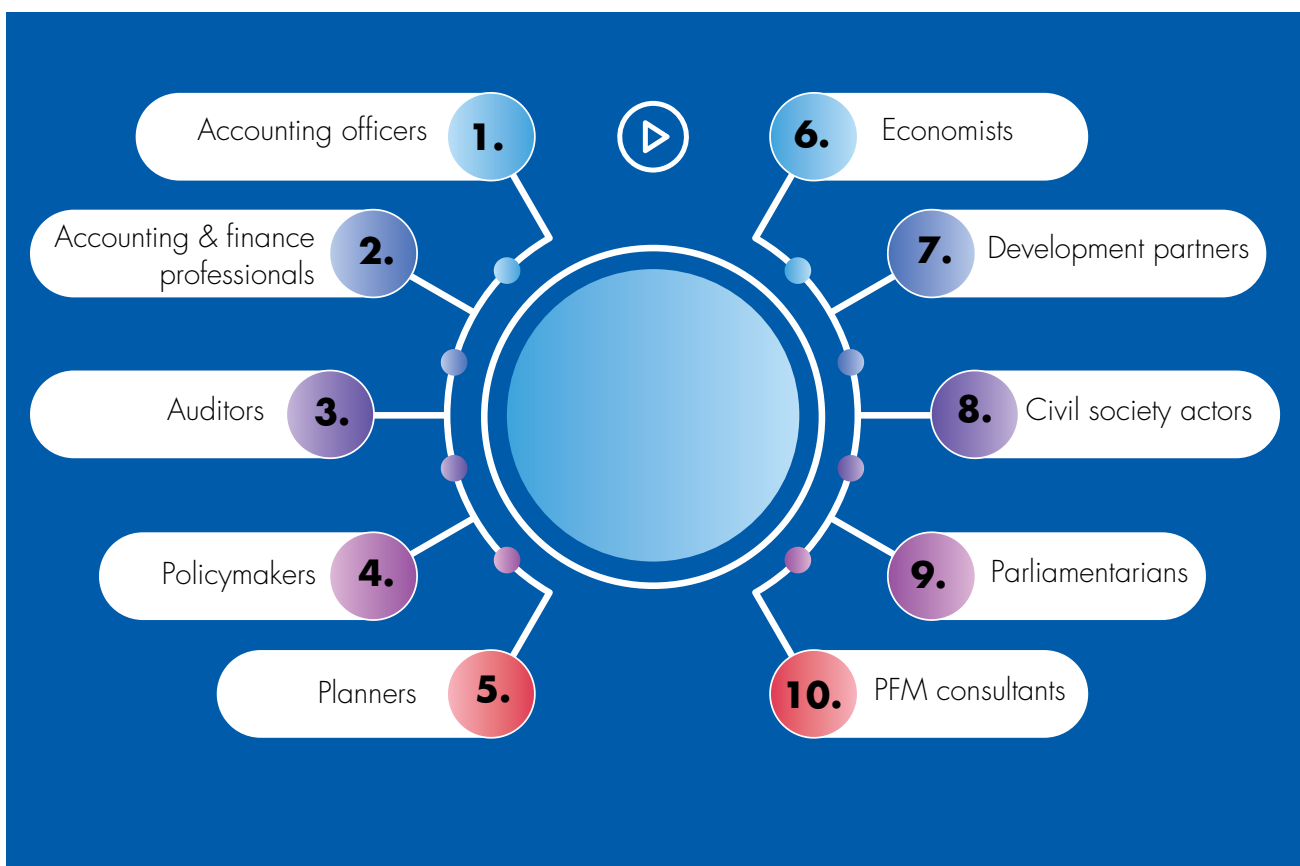 1.
Accounting officers
2.
Accounting & finance
professionals
3.
Auditors
4.
Policymakers
5.
Planners
6.
Economists
7.
Development partners
8.
Civil society actors
9.
Parliamentarians
10.
PFM consultants